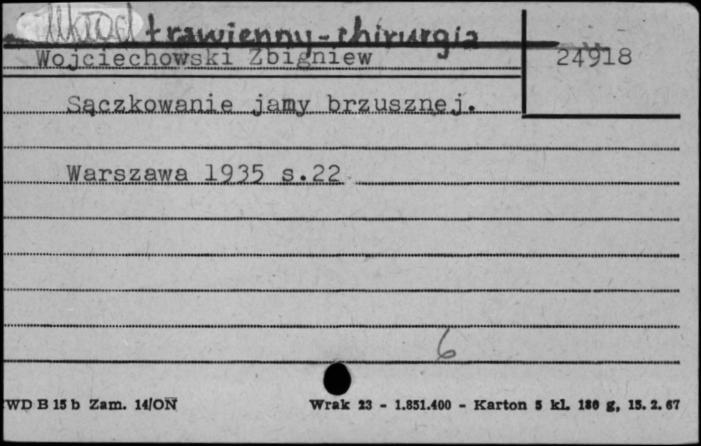 Układ trawienny-chirurgia
Wojciechowski Zbigniew
24918
Sączkowanie jamy brzusznej.
Warszawa 1935 s.22
6
WD B 15 b Zam. 14/ON
Wrak 23 - 1.851.400 - Karton 5 kl. 180 g, 15. 2. 67